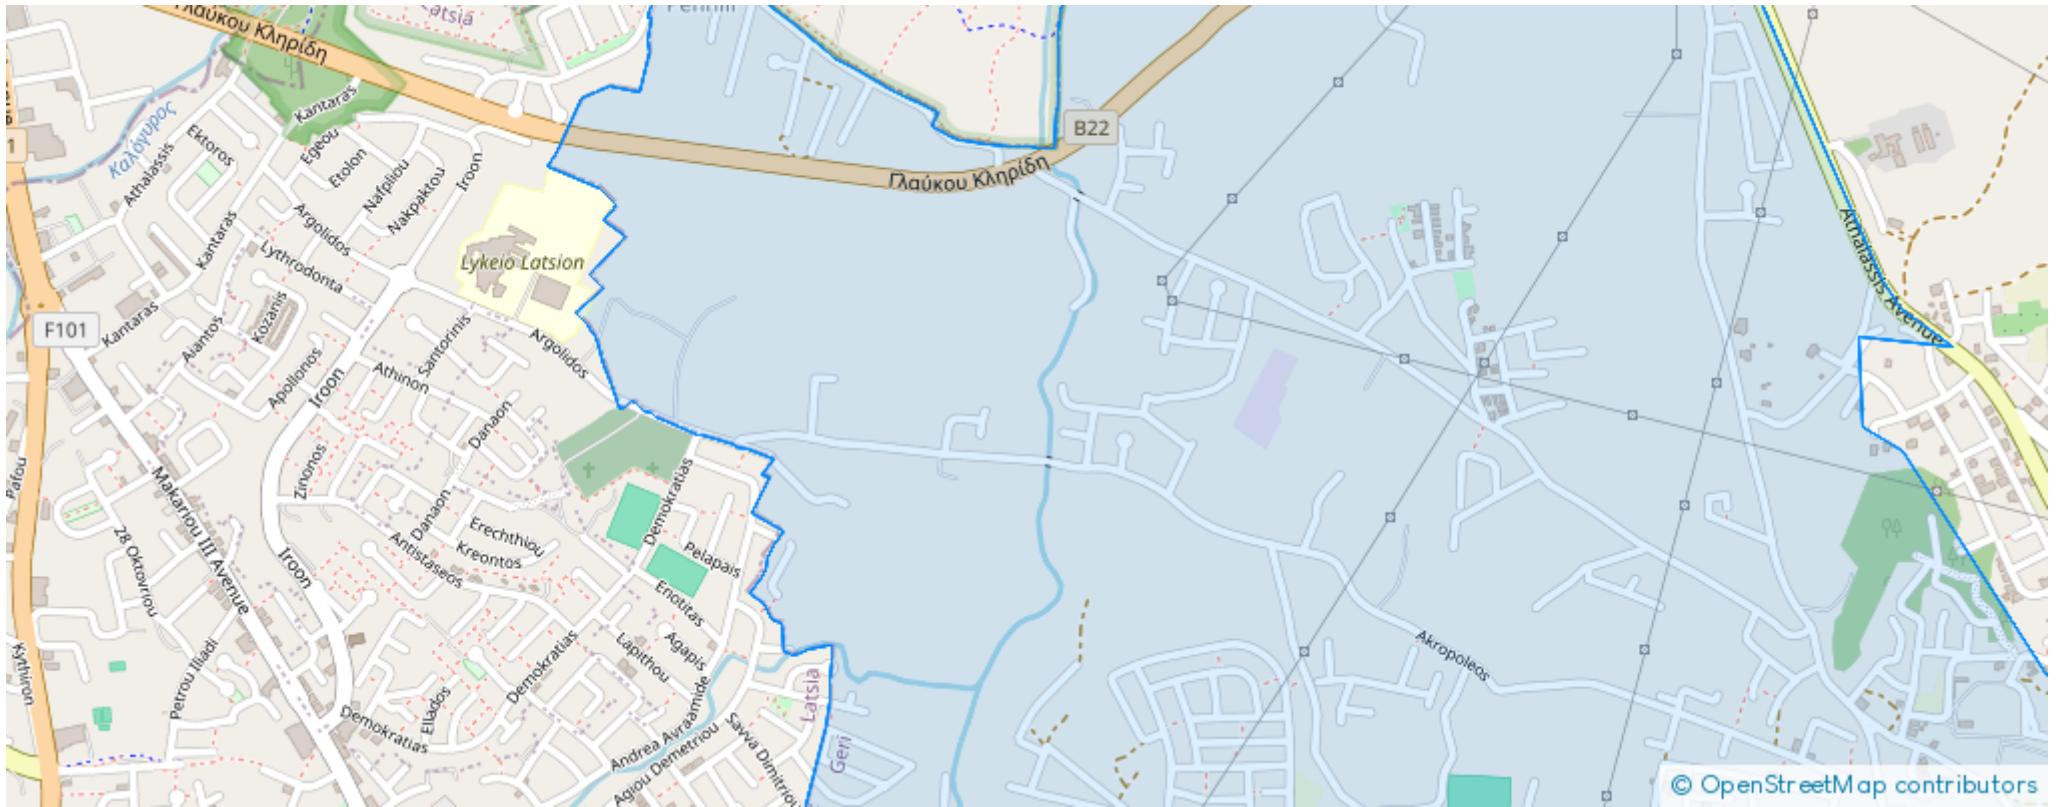 Latsia
Γλαύκου Κληρίδη
Καλόγυρος
Kantaras
Ektoros
Egeou
Athalassis
Etolon
Nafpliou
Nakpaktou
Iroon
B22
Γλαύκου Κληρίδη
1
Argolidos
Kantaras
Lythrodonta
Lykeio Latsion
Athalassis Avenue
F101
Kantaras
Kozanis
Aiantos
Santorinis
Argolidos
Apollonos
Iroon
Athinon
Danaon
Zinonos
Pafou
Makariou III Avenue
Danaon
Erechthiou
Demokratias
Kreontos
Pelapais
Antistaseos
28 Oktovriou
Iroon
Enotitas
Agapis
Lapithou
Akropoleos
Kythiron
Petrou Iliadi
Demokratias
Ellados
Latsia
Geri
Demokratias
Andrea Avraamide
Savva Dimitriou
Agiou Demetriou
© OpenStreetMap contributors